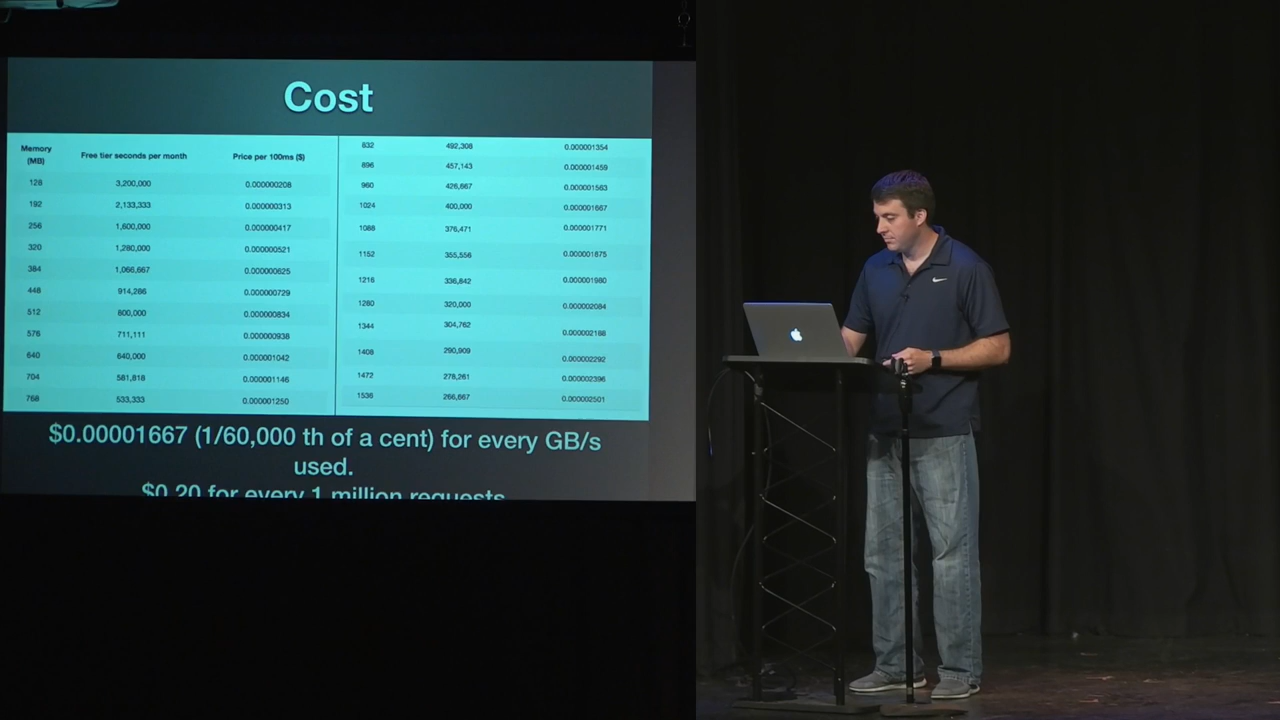 Cost
Memory (MB) Free tier seconds per month Price per 100ms ($)
128 3,200,000 0.000000208
192 2,133,333 0.000000313
256 1,600,000 0.000000417
320 1,280,000 0.000000521
384 1,066,667 0.000000625
448 914,286 0.000000729
512 800,000 0.000000834
576 711,111 0.000000938
640 640,000 0.000001042
704 581,818 0.000001146
768 533,333 0.000001250
832 492,308 0.000001354
896 457,143 0.000001459
960 426,667 0.000001563
1024 400,000 0.000001667
1088 376,471 0.000001771
1152 355,556 0.000001875
1216 336,842 0.000001980
1280 320,000 0.000002084
1344 304,762 0.000002188
1408 290,909 0.000002292
1472 278,261 0.000002396
1536 266,667 0.000002501
$0.00001667 (1/60,000 th of a cent) for every GB/s
used.
$0.20 for every 1 million requests